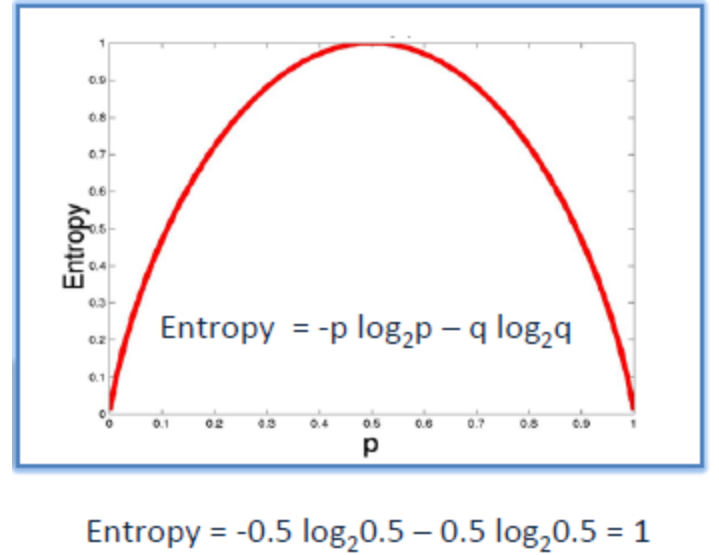 1
0.9
0.8
0.7
0.6
0.5
0.4
0.3
0.2
0.1
0
Entropy
Entropy = -p log₂p – q log₂q
0 0.1 0.2 0.3 0.4 0.5 0.6 0.7 0.8 0.9 1
p
Entropy = -0.5 log₂0.5 – 0.5 log₂0.5 = 1